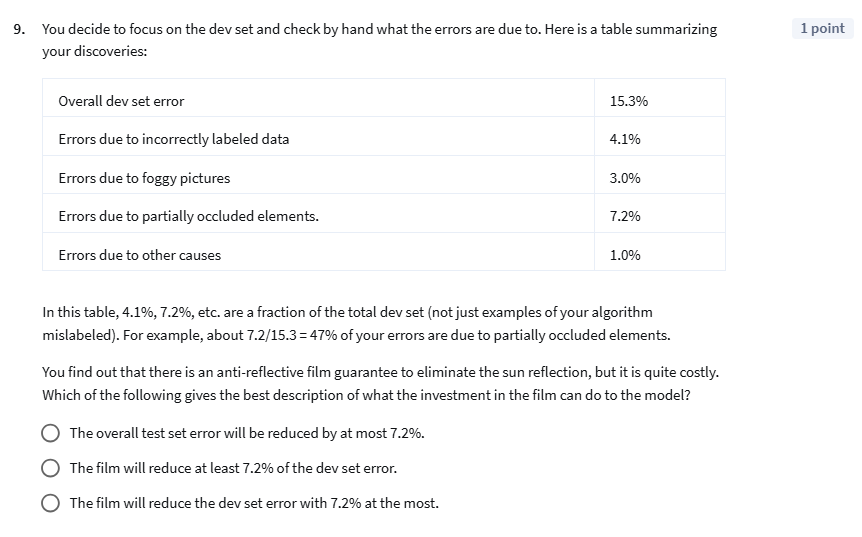 9. You decide to focus on the dev set and check by hand what the errors are due to. Here is a table summarizing
1 point
your discoveries:
Overall dev set error 15.3%
Errors due to incorrectly labeled data 4.1%
Errors due to foggy pictures 3.0%
Errors due to partially occluded elements. 7.2%
Errors due to other causes 1.0%
In this table, 4.1%, 7.2%, etc. are a fraction of the total dev set (not just examples of your algorithm
mislabeled). For example, about 7.2/15.3 = 47% of your errors are due to partially occluded elements.
You find out that there is an anti-reflective film guarantee to eliminate the sun reflection, but it is quite costly.
Which of the following gives the best description of what the investment in the film can do to the model?
The overall test set error will be reduced by at most 7.2%.
The film will reduce at least 7.2% of the dev set error.
The film will reduce the dev set error with 7.2% at the most.